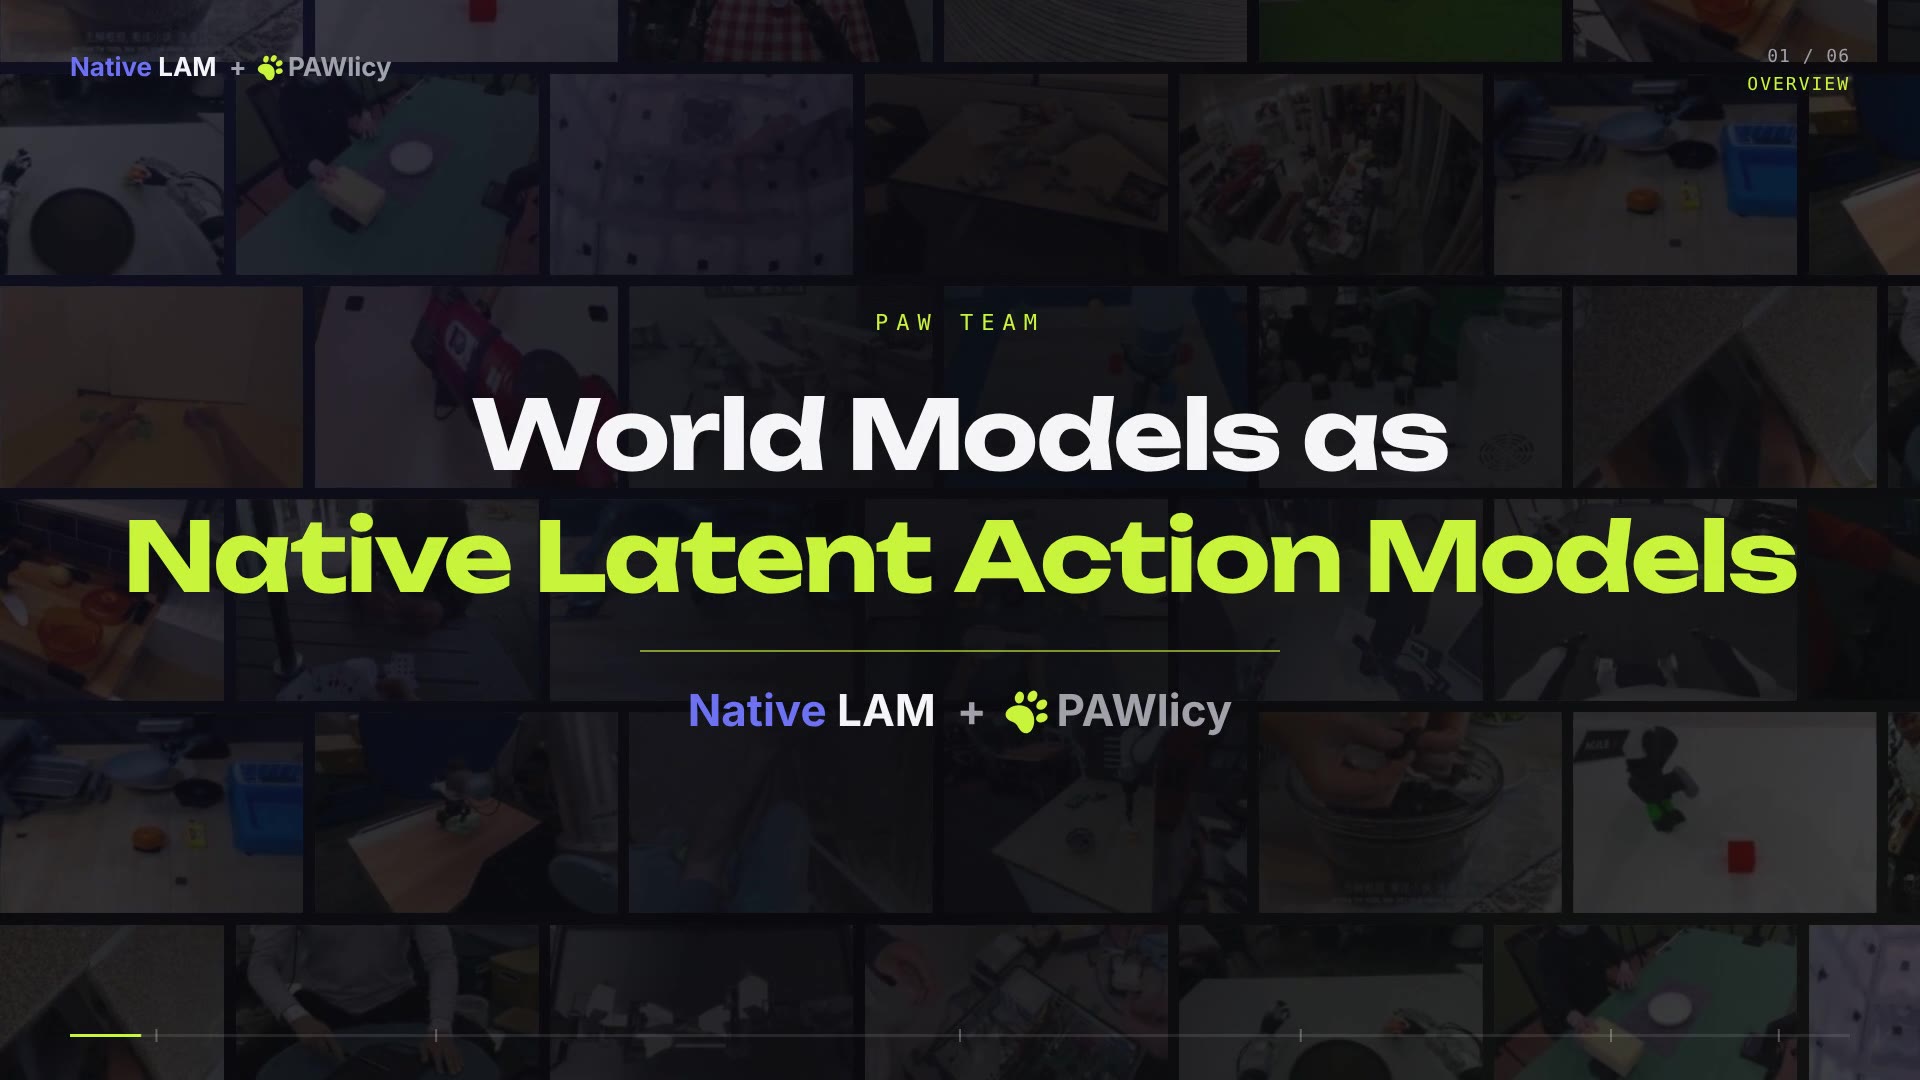 Native LAM + PAWlicy
01 / 06
OVERVIEW
PAW TEAM
World Models as
Native Latent Action Models
Native LAM + PAWlicy